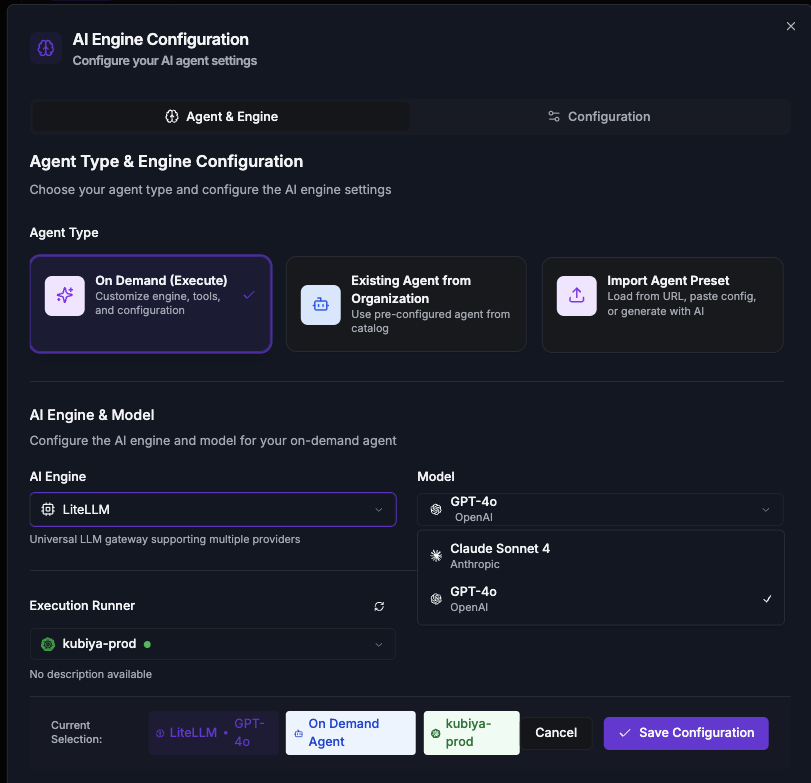 AI Engine Configuration
Configure your AI agent settings
Agent & Engine
Configuration
Agent Type & Engine Configuration
Choose your agent type and configure the AI engine settings
Agent Type
On Demand (Execute)
Customize engine, tools,
and configuration
Existing Agent from
Organization
Use pre-configured agent from
catalog
Import Agent Preset
Load from URL, paste config,
or generate with AI
AI Engine & Model
Configure the AI engine and model for your on-demand agent
AI Engine
LiteLLM
Universal LLM gateway supporting multiple providers
Model
GPT-4o
OpenAI
Claude Sonnet 4
Anthropic
GPT-4o
OpenAI
Execution Runner
kubiya-prod
No description available
Current
Selection:
LiteLLM • GPT-
4o
On Demand
Agent
kubiya-
prod
Cancel
Save Configuration